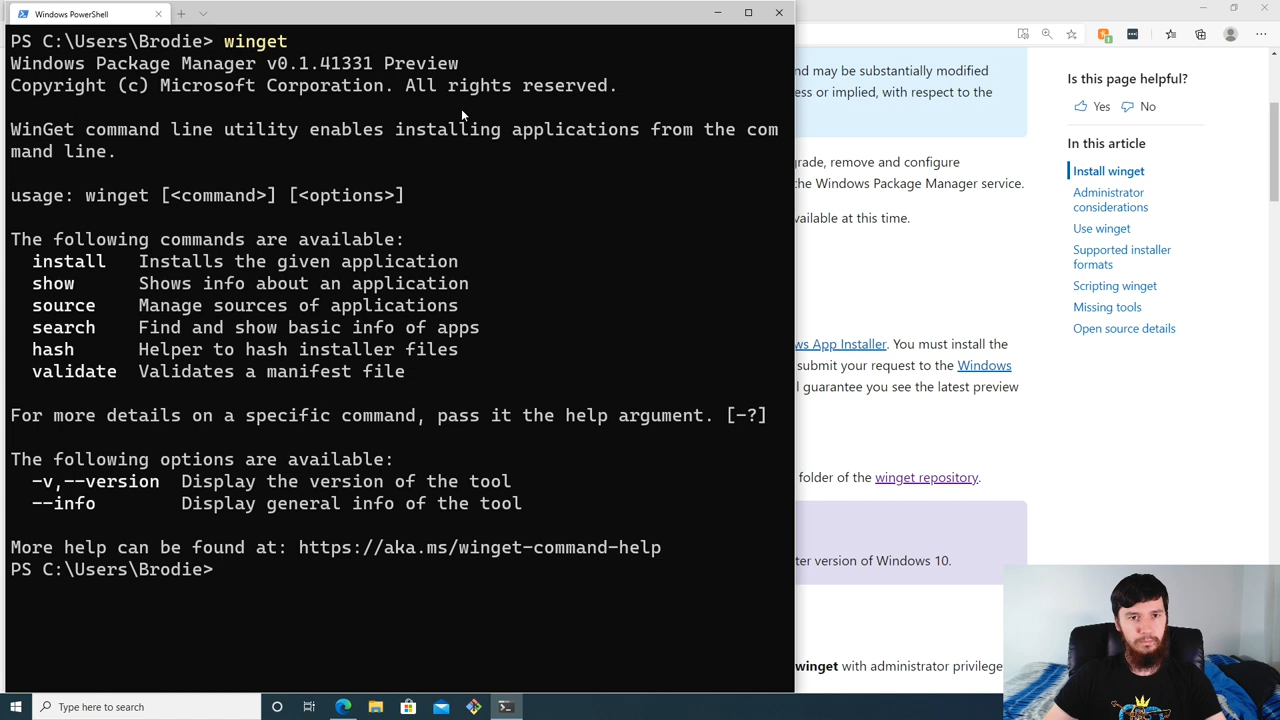 Windows PowerShell
PS C:\Users\Brodie> winget
Windows Package Manager v0.1.41331 Preview
Copyright (c) Microsoft Corporation. All rights reserved.
WinGet command line utility enables installing applications from the com
mand line.
usage: winget [<command>] [<options>]
The following commands are available:
install Installs the given application
show Shows info about an application
source Manage sources of applications
search Find and show basic info of apps
hash Helper to hash installer files
validate Validates a manifest file
For more details on a specific command, pass it the help argument. [-?]
The following options are available:
-v,--version Display the version of the tool
--info Display general info of the tool
More help can be found at: https://aka.ms/winget-command-help
PS C:\Users\Brodie>
nd may be substantially modified
ess or implied, with respect to the
rade, remove and configure
the Windows Package Manager service.
vailable at this time.
ws App Installer. You must install the
submit your request to the Windows
l guarantee you see the latest preview
folder of the winget repository.
ter version of Windows 10.
winget with administrator privilege
Is this page helpful?
Yes No
In this article
Install winget
Administrator
considerations
Use winget
Supported installer
formats
Scripting winget
Missing tools
Open source details
Type here to search